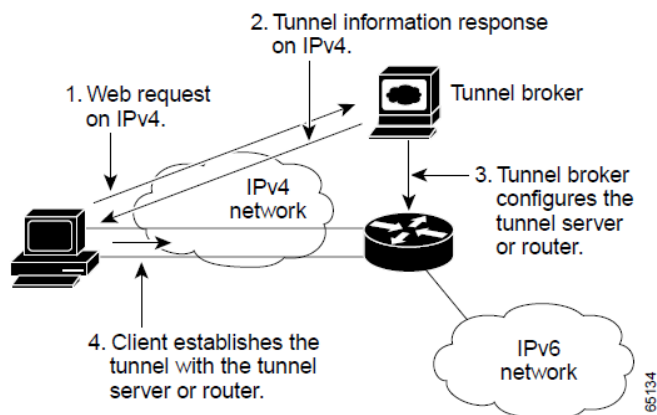 2. Tunnel information response
on IPv4.
Tunnel broker
1. Web request
on IPv4.
3. Tunnel broker
configures the
tunnel server
or router.
IPv4
network
4. Client establishes the
tunnel with the tunnel
server or router.
IPv6
network
65134